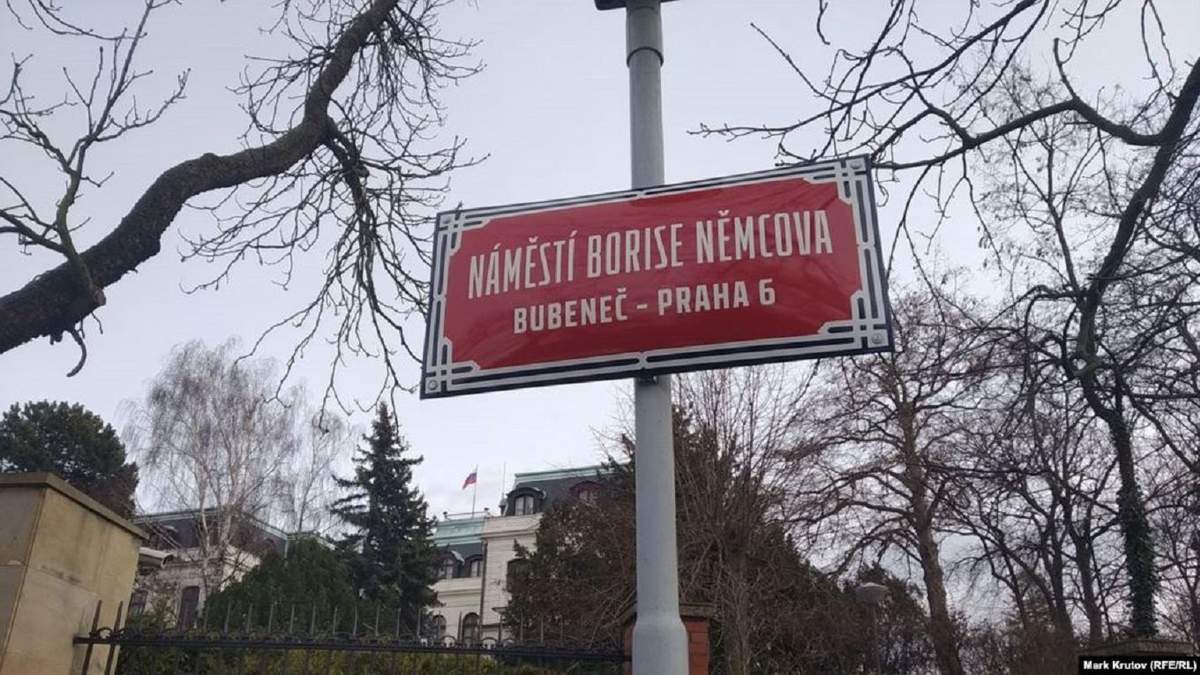 NÁMĚSTÍ BORISE NĚMCOVA
BUBENEČ – PRAHA 6
Mark Krutov (RFE/RL)